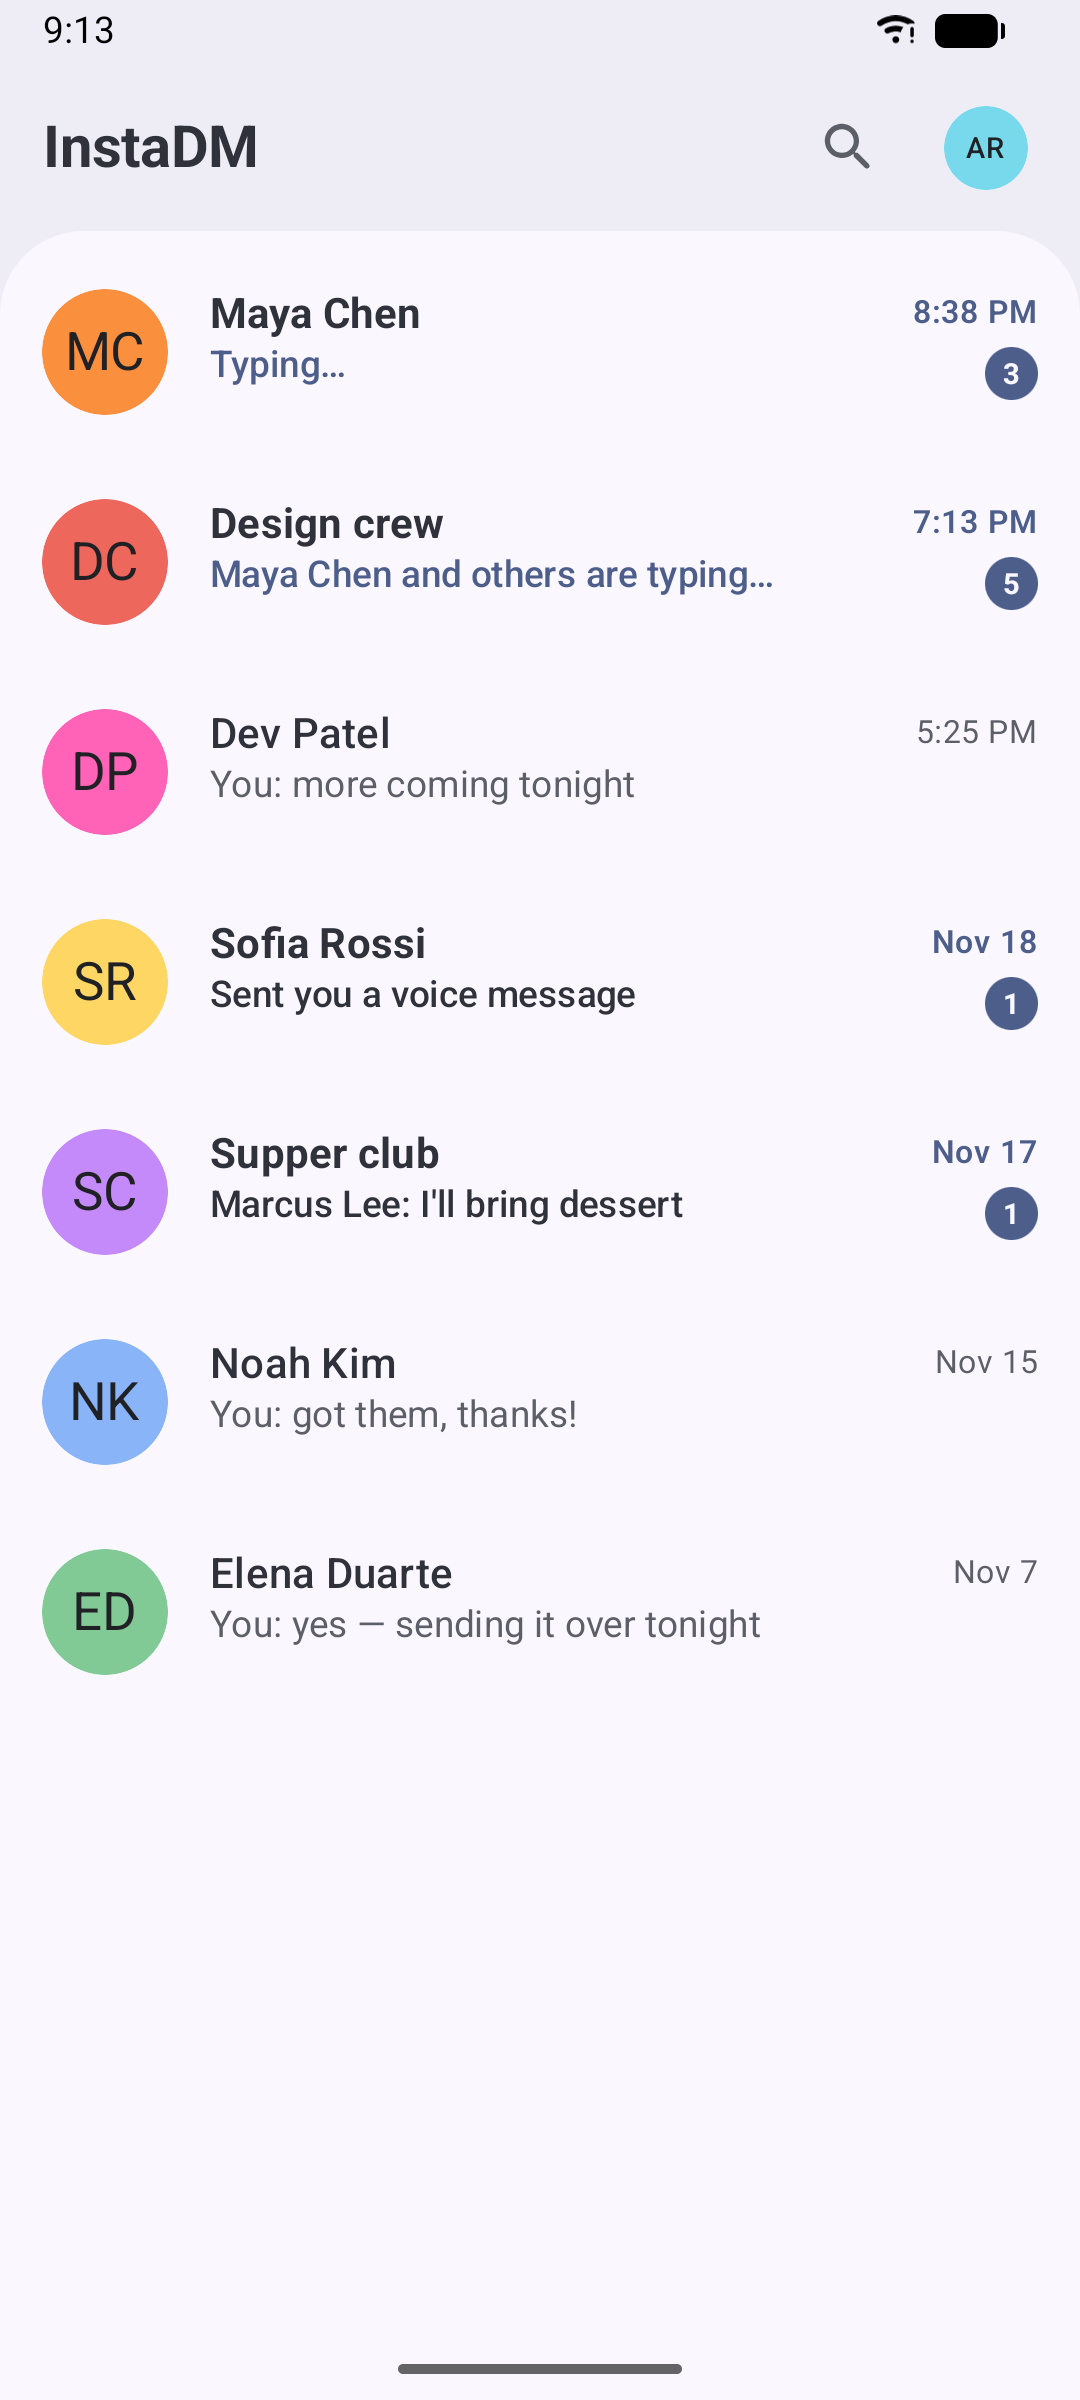 9:13
InstaDM
AR
MC
Maya Chen
8:38 PM
Typing…
3
DC
Design crew
7:13 PM
Maya Chen and others are typing…
5
DP
Dev Patel
5:25 PM
You: more coming tonight
SR
Sofia Rossi
Nov 18
Sent you a voice message
1
SC
Supper club
Nov 17
Marcus Lee: I'll bring dessert
1
NK
Noah Kim
Nov 15
You: got them, thanks!
ED
Elena Duarte
Nov 7
You: yes — sending it over tonight